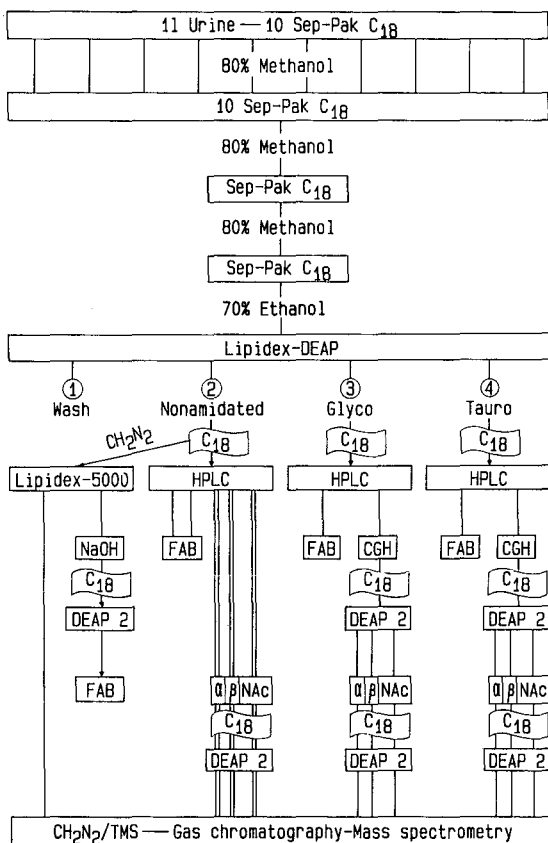 1l Urine — 10 Sep-Pak C18
80% Methanol
10 Sep-Pak C18
80% Methanol
Sep-Pak C18
80% Methanol
Sep-Pak C18
70% Ethanol
Lipidex-DEAP
① ② ③ ④
Wash Nonamidated Glyco Tauro
CH2N2 C18 C18 C18
Lipidex-5000 HPLC HPLC HPLC
NaOH FAB FAB CGH FAB CGH
C18 C18 C18
DEAP 2 DEAP 2 DEAP 2
FAB α β NAc α β NAc α β NAc
C18 C18 C18
DEAP 2 DEAP 2 DEAP 2
CH2N2/TMS — Gas chromatography-Mass spectrometry